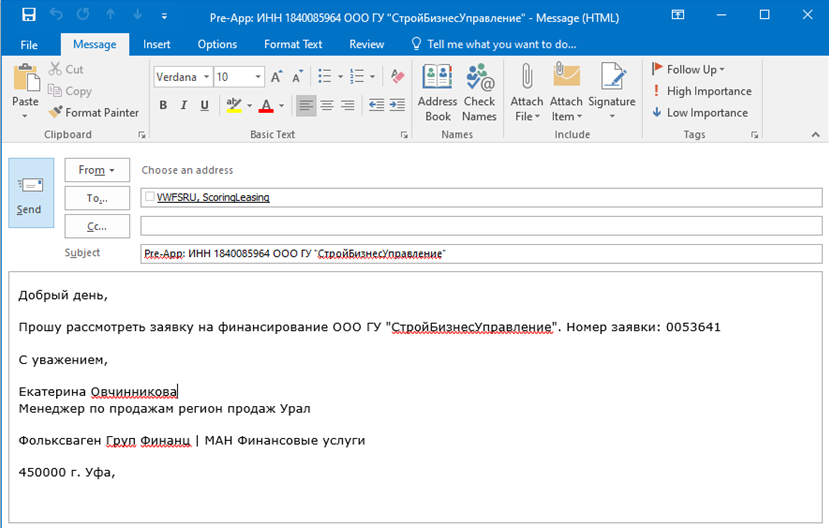 Pre-App: ИНН 1840085964 ООО ГУ "СтройБизнесУправление" - Message (HTML)
File Message Insert Options Format Text Review Tell me what you want to do...
Paste
Cut
Copy
Format Painter
Clipboard
Verdana 10
B I U
Basic Text
Address Book
Check Names
Names
Attach File
Attach Item
Signature
Include
Follow Up
High Importance
Low Importance
Tags
Send
From Choose an address
To... VWFSRU, ScoringLeasing
Cc...
Subject Pre-App: ИНН 1840085964 ООО ГУ "СтройБизнесУправление"
Добрый день,
Прошу рассмотреть заявку на финансирование ООО ГУ "СтройБизнесУправление". Номер заявки: 0053641
С уважением,
Екатерина Овчинникова
Менеджер по продажам регион продаж Урал
Фольксваген Груп Финанц | МАН Финансовые услуги
450000 г. Уфа,